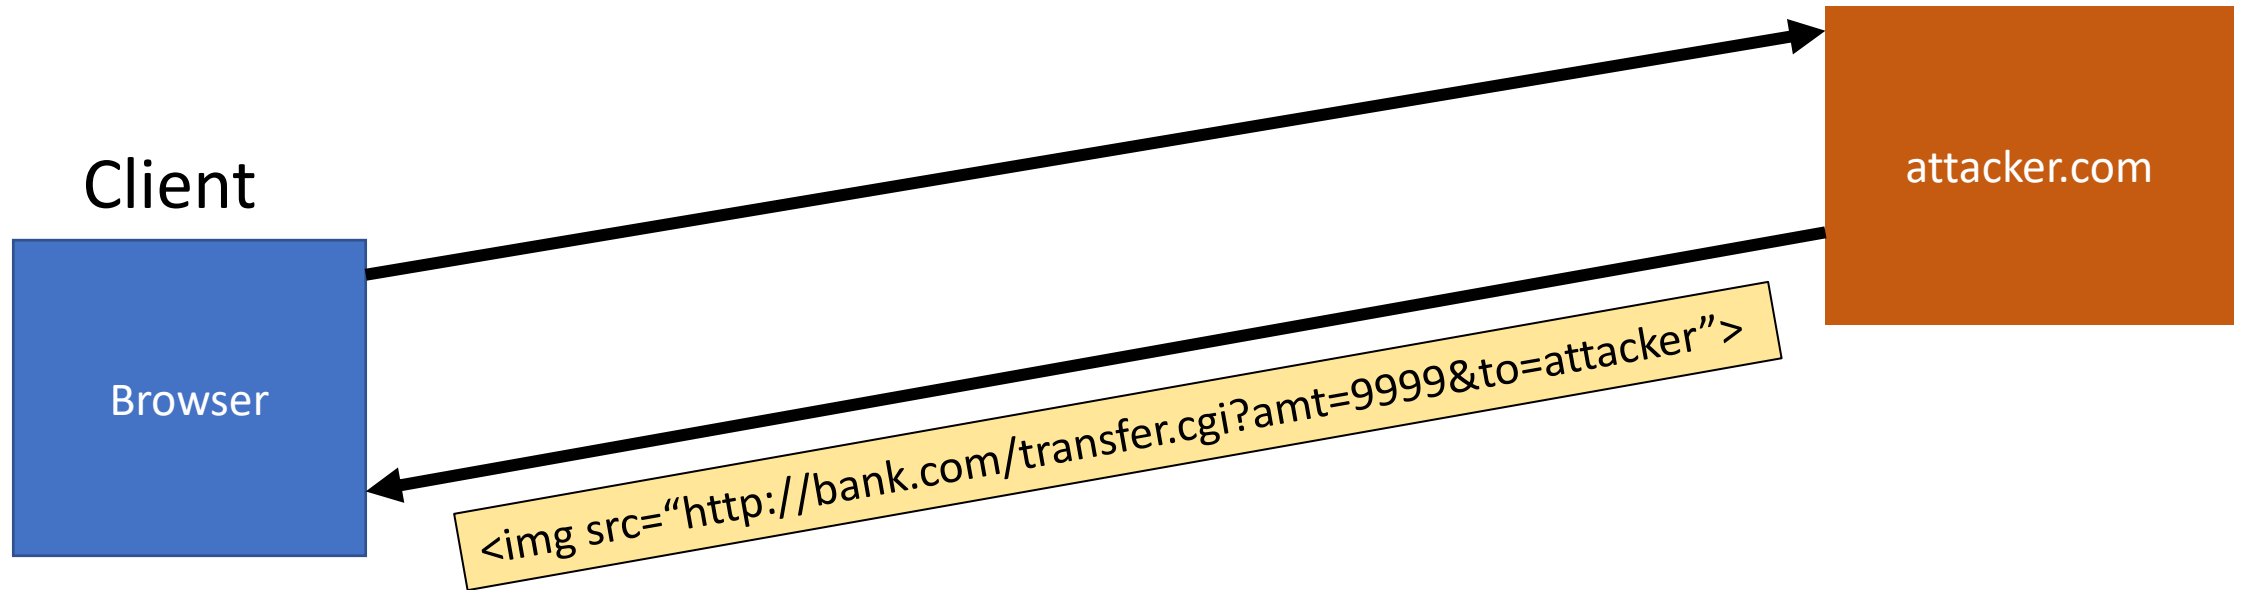 Client
attacker.com
Browser
<img src=“http://bank.com/transfer.cgi?amt=9999&to=attacker”>